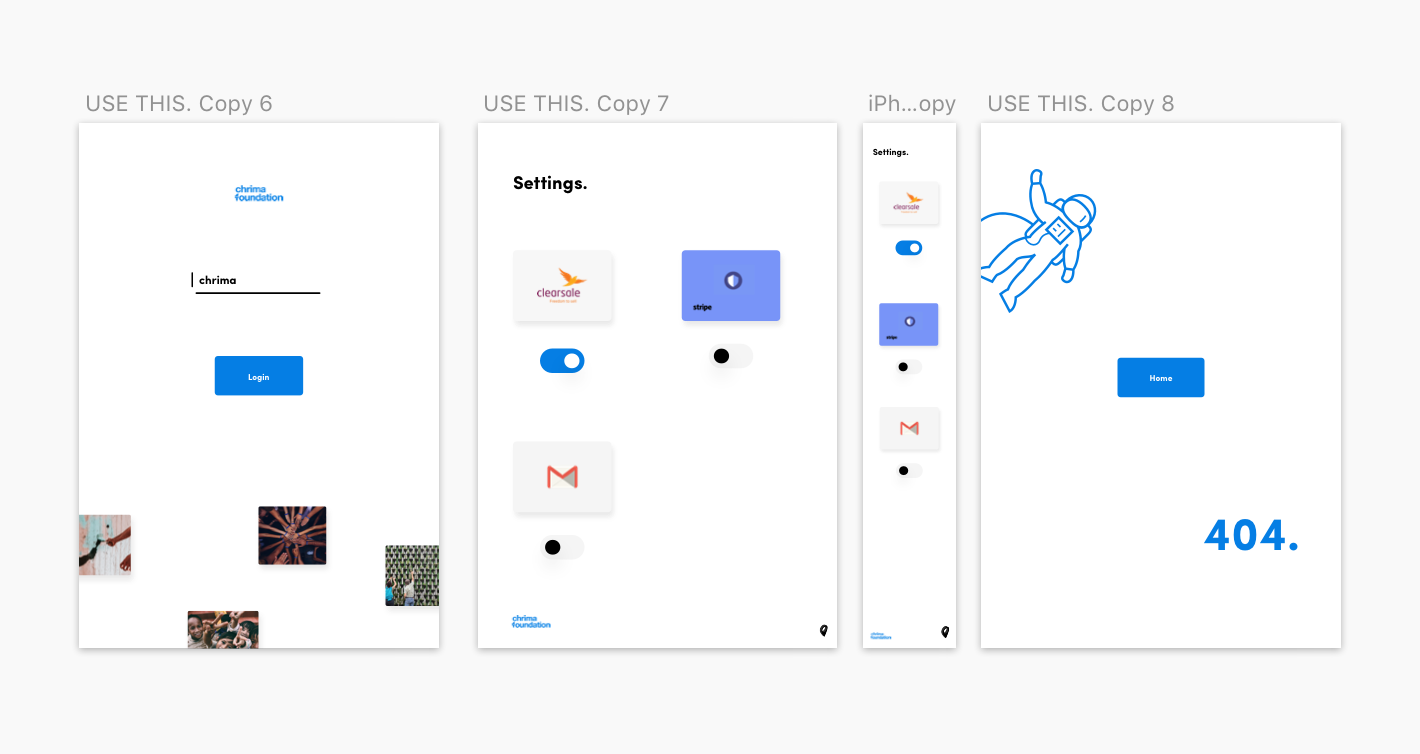 USE THIS. Copy 6
chrima
foundation
chrima
Login
USE THIS. Copy 7
Settings.
clearsale
stripe
chrima
foundation
iPh...opy
Settings.
clearsale
stripe
chrima
foundation
USE THIS. Copy 8
Home
404.